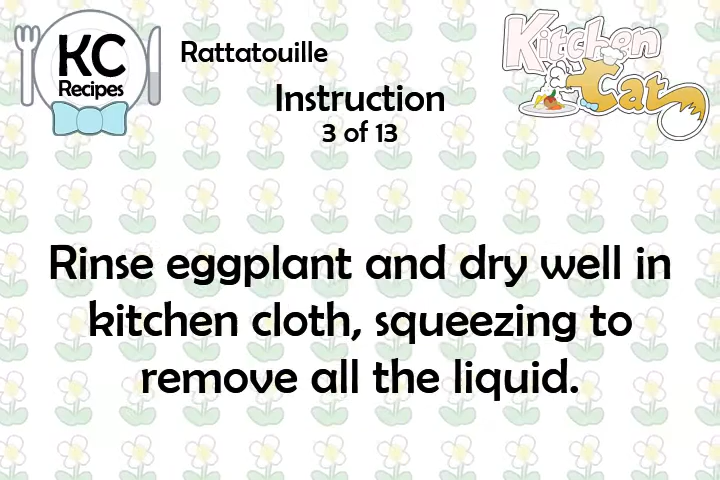 KC
Recipes
Rattatouille
Kitchen
Cat
Instruction
3 of 13
Rinse eggplant and dry well in
kitchen cloth, squeezing to
remove all the liquid.